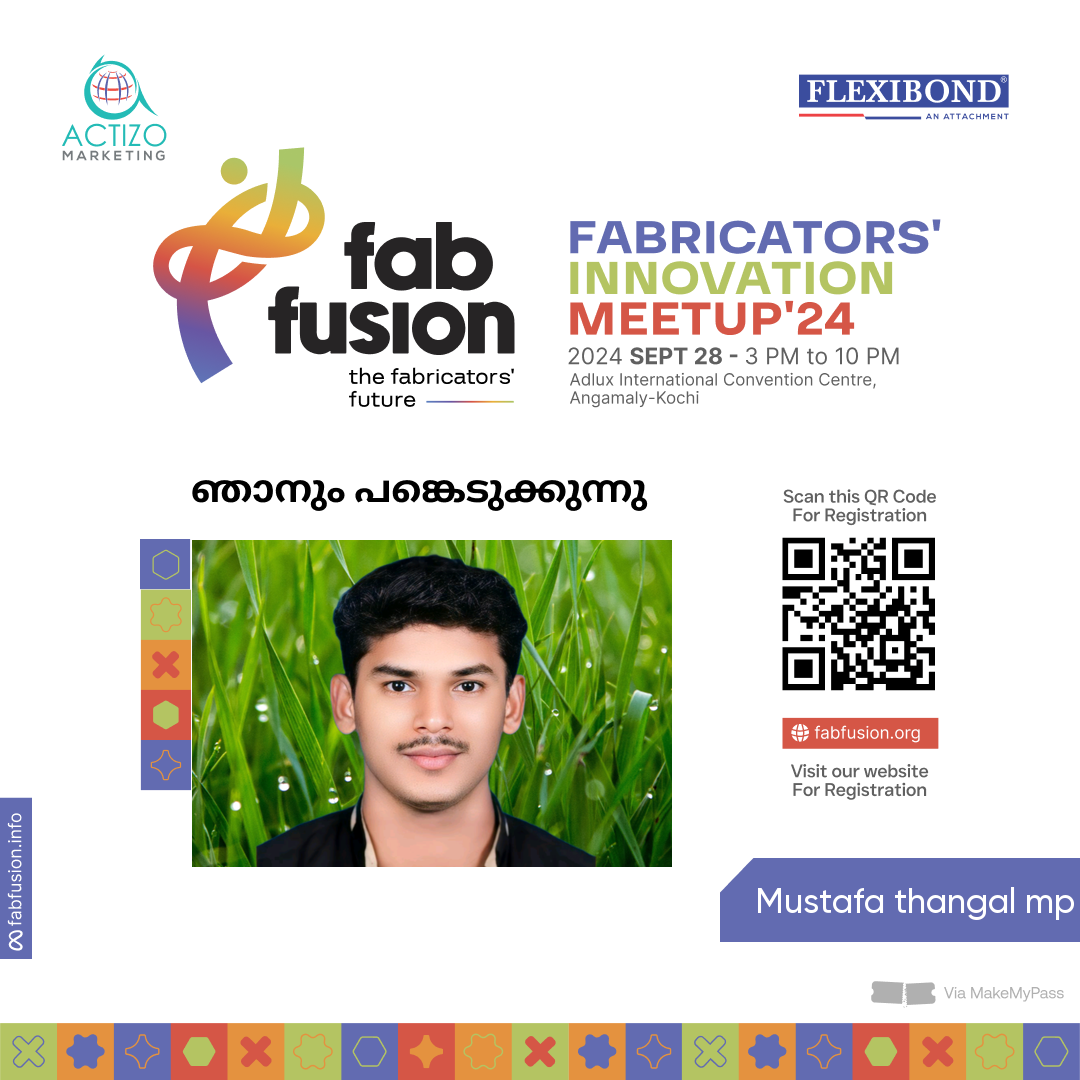 ACTIZO
MARKETING
FLEXIBOND®
AN ATTACHMENT
fab
fusion
the fabricators'
future
FABRICATORS'
INNOVATION
MEETUP'24
2024 SEPT 28 - 3 PM to 10 PM
Adlux International Convention Centre,
Angamaly-Kochi
ഞാനും പങ്കെടുക്കുന്നു
Scan this QR Code
For Registration
fabfusion.org
Visit our website
For Registration
fabfusion.info
Mustafa thangal mp
Via MakeMyPass